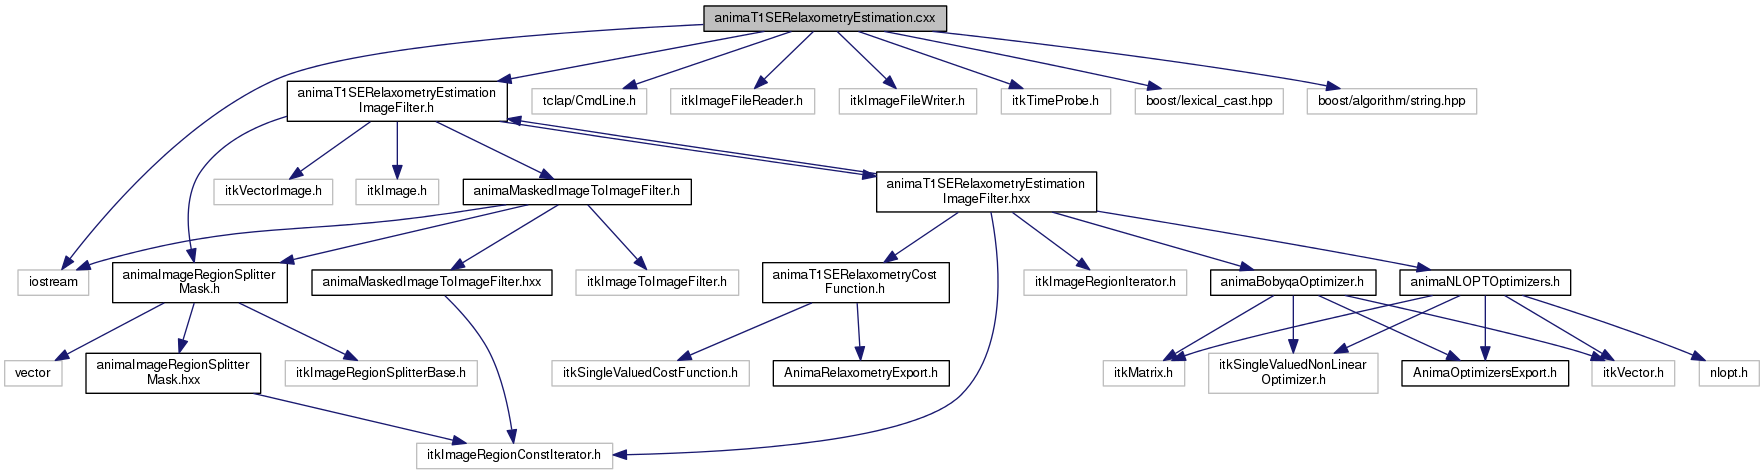 animaT1SERelaxometryEstimation.cxx
animaT1SERelaxometryEstimation
ImageFilter.h
tclap/CmdLine.h
itkImageFileReader.h
itkImageFileWriter.h
itkTimeProbe.h
boost/lexical_cast.hpp
boost/algorithm/string.hpp
itkVectorImage.h
itkImage.h
animaMaskedImageToImageFilter.h
animaT1SERelaxometryEstimation
ImageFilter.hxx
iostream
animaImageRegionSplitter
Mask.h
animaMaskedImageToImageFilter.hxx
itkImageToImageFilter.h
animaT1SERelaxometryCost
Function.h
itkImageRegionIterator.h
animaBobyqaOptimizer.h
animaNLOPTOptimizers.h
vector
animaImageRegionSplitter
Mask.hxx
itkImageRegionSplitterBase.h
itkSingleValuedCostFunction.h
AnimaRelaxometryExport.h
itkMatrix.h
itkSingleValuedNonLinear
Optimizer.h
AnimaOptimizersExport.h
itkVector.h
nlopt.h
itkImageRegionConstIterator.h